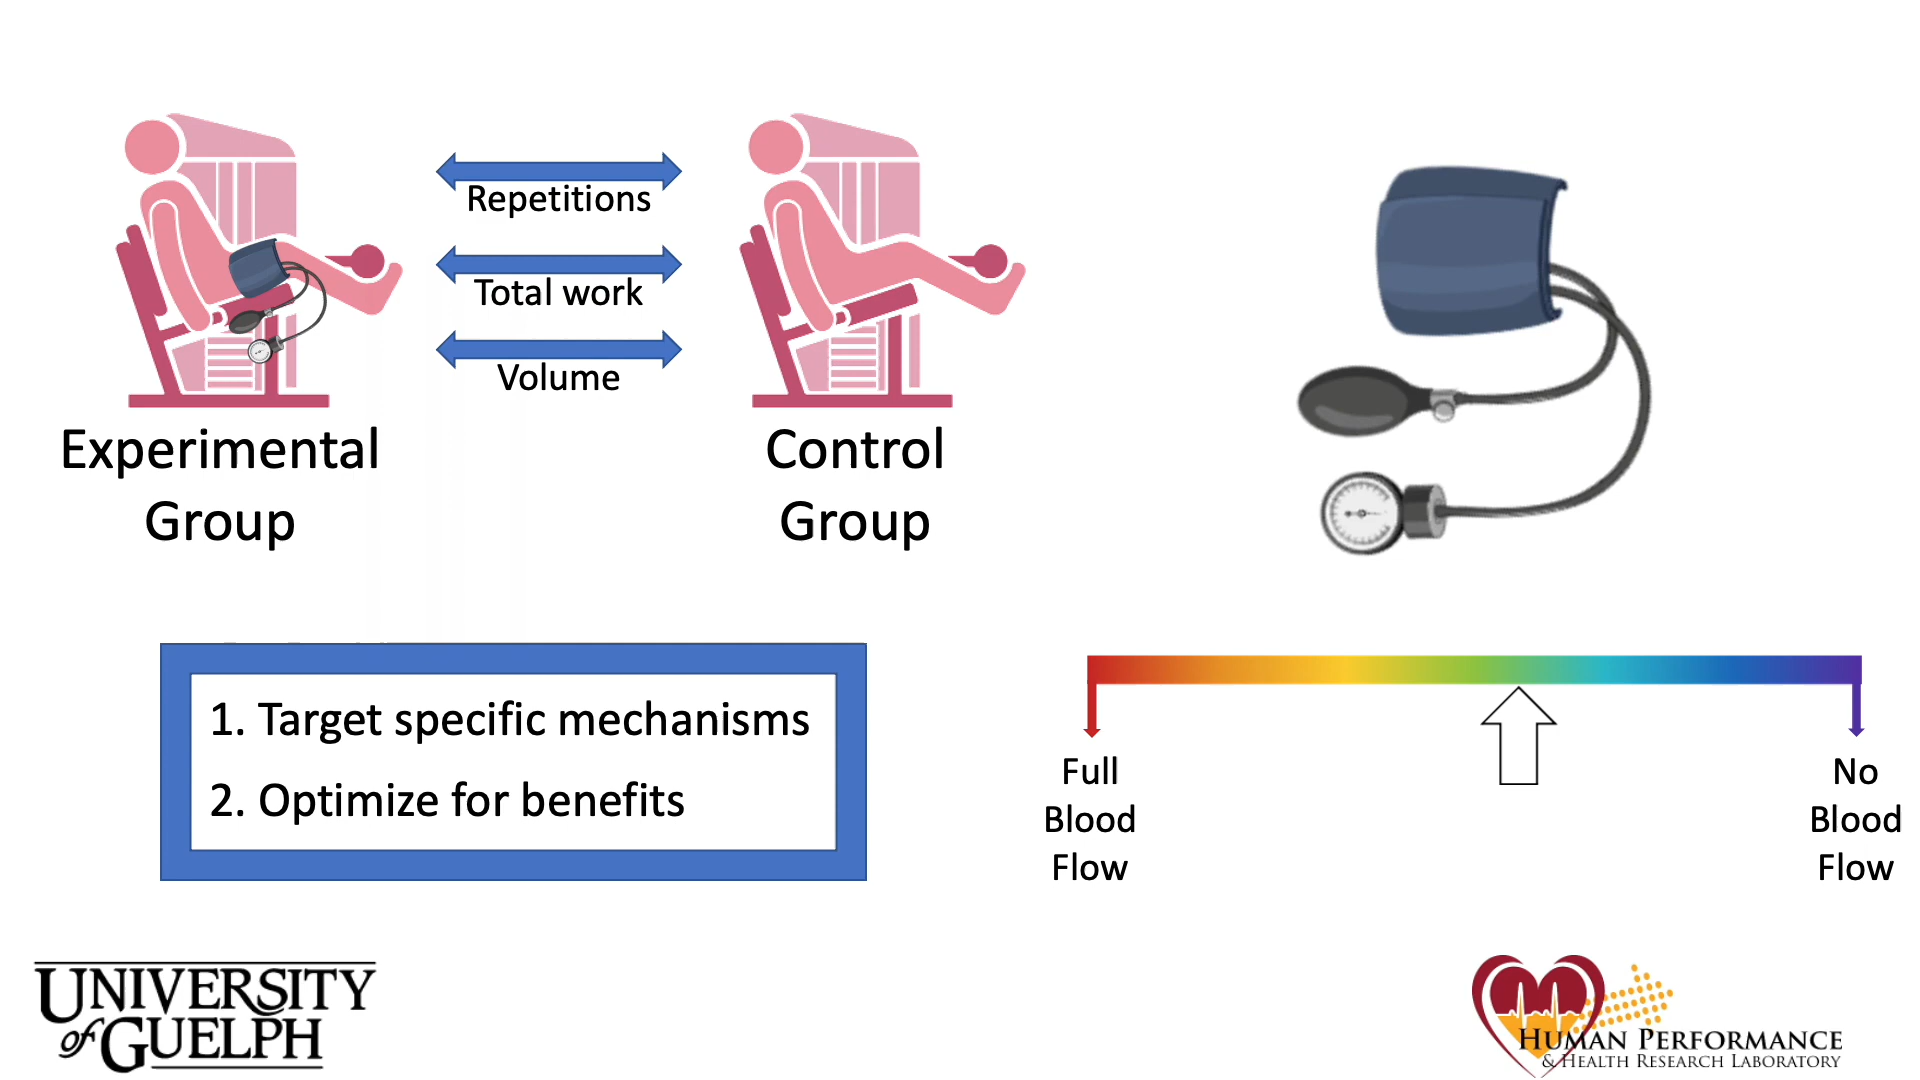 Repetitions
Total work
Volume
Experimental
Group
Control
Group
1. Target specific mechanisms
2. Optimize for benefits
Full
Blood
Flow
No
Blood
Flow
UNIVERSITY
OF GUELPH
HUMAN PERFORMANCE
& HEALTH RESEARCH LABORATORY